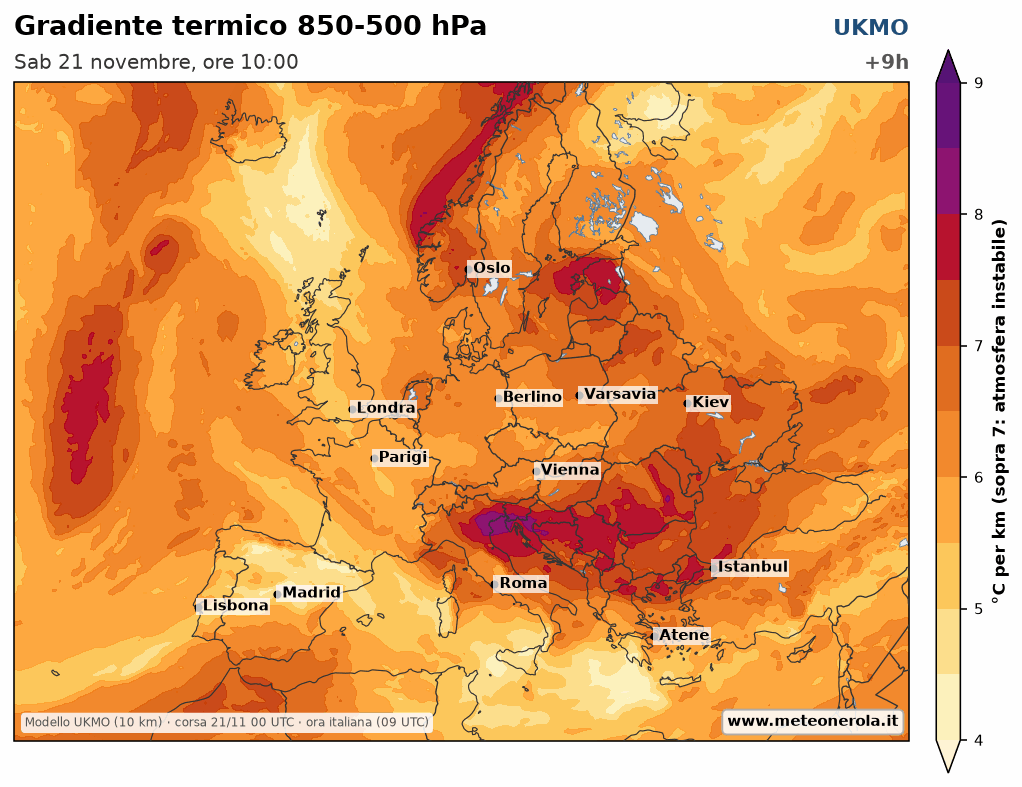 Gradiente termico 850-500 hPa
UKMO
Sab 21 novembre, ore 10:00
+9h
9
8
7
6
5
4
°C per km (sopra 7: atmosfera instabile)
Oslo
Berlino
Varsavia
Kiev
Londra
Parigi
Vienna
Istanbul
Roma
Madrid
Lisbona
Atene
Modello UKMO (10 km) · corsa 21/11 00 UTC · ora italiana (09 UTC)
www.meteonerola.it